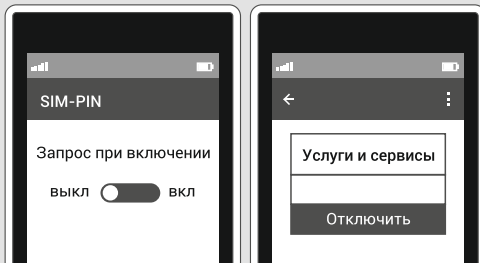 SIM-PIN
Запрос при включении
выкл вкл
Услуги и сервисы
Отключить